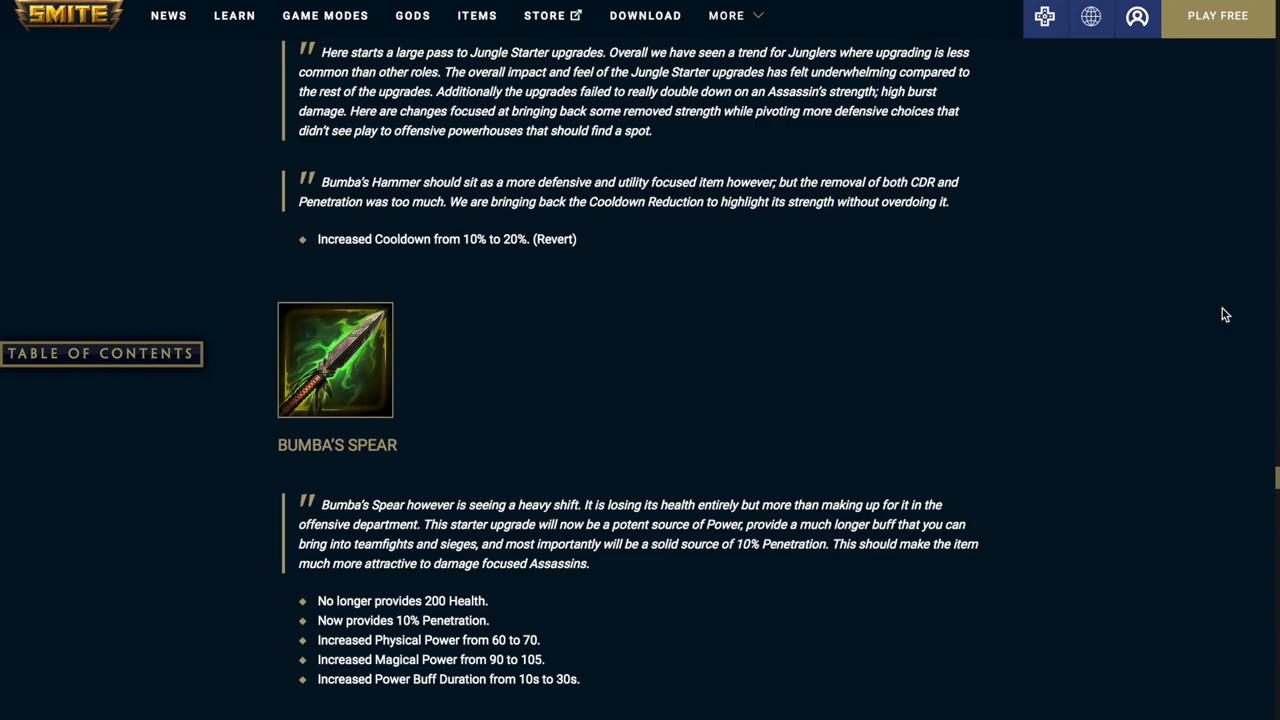 SMITE
NEWS LEARN GAME MODES GODS ITEMS STORE DOWNLOAD MORE PLAY FREE
" Here starts a large pass to Jungle Starter upgrades. Overall we have seen a trend for Junglers where upgrading is less
common than other roles. The overall impact and feel of the Jungle Starter upgrades has felt underwhelming compared to
the rest of the upgrades. Additionally the upgrades failed to really double down on an Assassin's strength; high burst
damage. Here are changes focused at bringing back some removed strength while pivoting more defensive choices that
didn't see play to offensive powerhouses that should find a spot.
" Bumba's Hammer should sit as a more defensive and utility focused item however; but the removal of both CDR and
Penetration was too much. We are bringing back the Cooldown Reduction to highlight its strength without overdoing it.
Increased Cooldown from 10% to 20%. (Revert)
TABLE OF CONTENTS
BUMBA'S SPEAR
" Bumba's Spear however is seeing a heavy shift. It is losing its health entirely but more than making up for it in the
offensive department. This starter upgrade will now be a potent source of Power, provide a much longer buff that you can
bring into teamfights and sieges, and most importantly will be a solid source of 10% Penetration. This should make the item
much more attractive to damage focused Assassins.
No longer provides 200 Health.
Now provides 10% Penetration.
Increased Physical Power from 60 to 70.
Increased Magical Power from 90 to 105.
Increased Power Buff Duration from 10s to 30s.